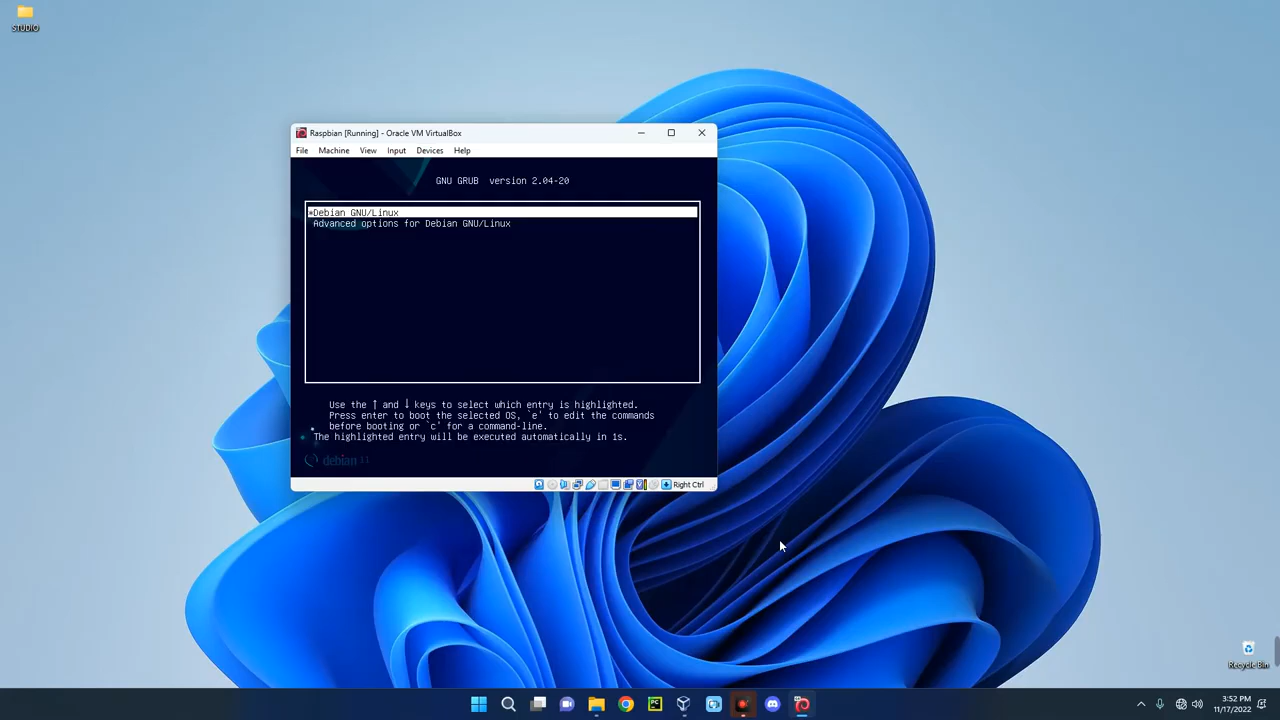 STUDIO
Raspbian [Running] - Oracle VM VirtualBox
File Machine View Input Devices Help
GNU GRUB version 2.04-20
*Debian GNU/Linux
Advanced options for Debian GNU/Linux
Use the ↑ and ↓ keys to select which entry is highlighted.
Press enter to boot the selected OS, `e' to edit the commands
before booting or `c' for a command-line.
The highlighted entry will be executed automatically in 1s.
debian 11
Right Ctrl
Recycle Bin
PC
3:52 PM
11/17/2022